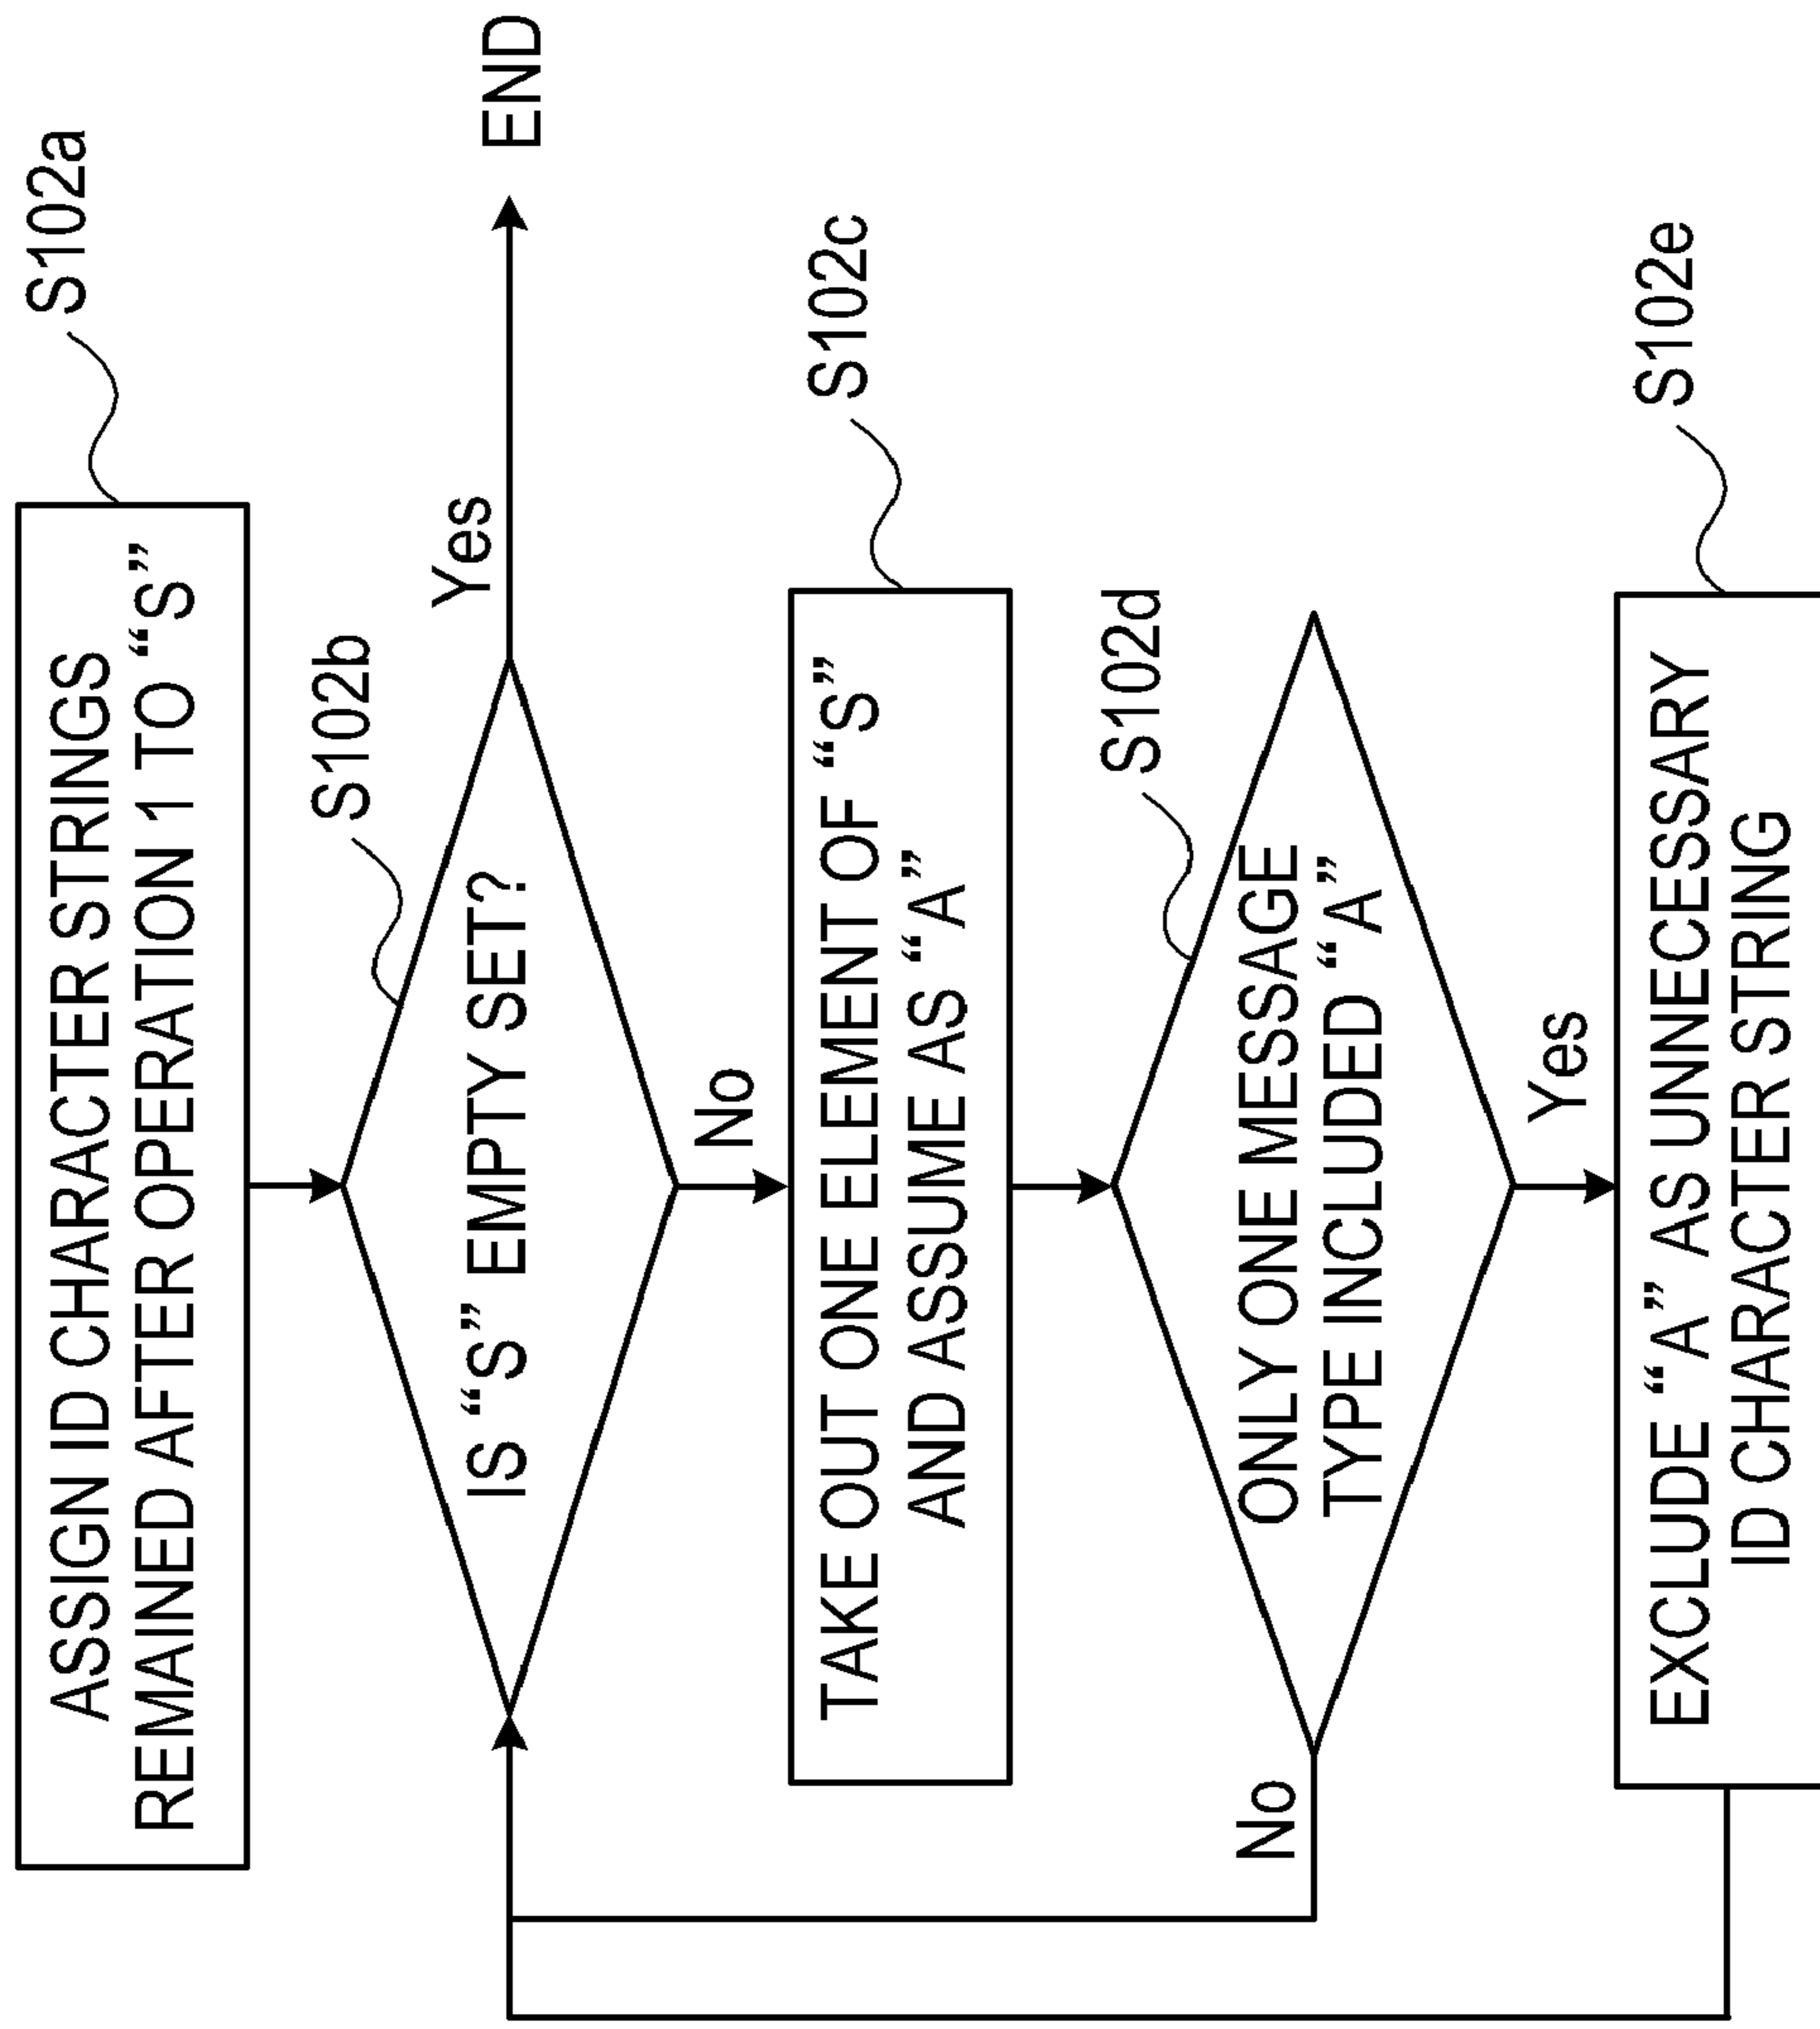 S102a
ASSIGN ID CHARACTER STRINGS
REMAINED AFTER OPERATION 1 TO “S”
S102b
IS “S” EMPTY SET?
Yes
END
No
S102c
TAKE OUT ONE ELEMENT OF “S”
AND ASSUME AS “A”
S102d
ONLY ONE MESSAGE
TYPE INCLUDED “A”
No
Yes
S102e
EXCLUDE “A” AS UNNECESSARY
ID CHARACTER STRING